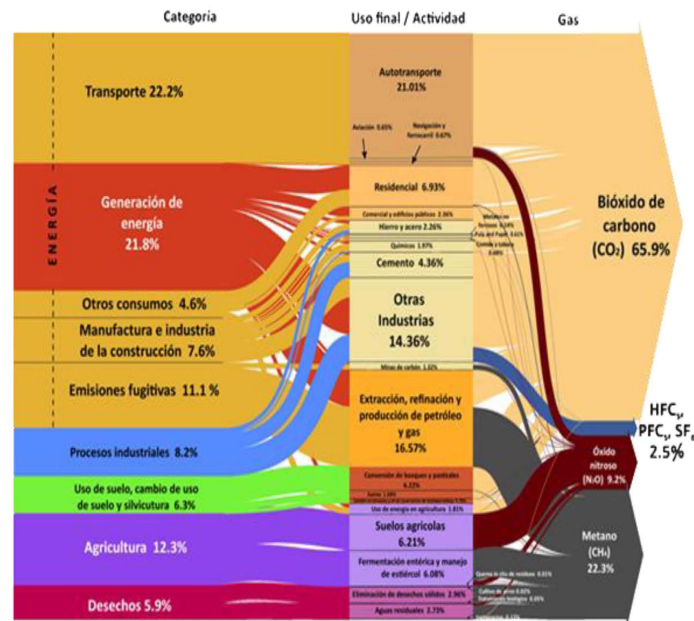 Categoría
Uso final / Actividad
Gas
ENERGÍA
Transporte 22.2%
Generación de
energía
21.8%
Otros consumos 4.6%
Manufactura e industria
de la construcción 7.6%
Emisiones fugitivas 11.1 %
Procesos industriales 8.2%
Uso de suelo, cambio de uso
de suelo y silvicutura 6.3%
Agricultura 12.3%
Desechos 5.9%
Autotransporte
21.01%
Aviación 0.65%
Navegación y
ferrocarril 0.67%
Residencial 6.93%
Comercial y edificios públicos
Hierro y acero 2.26%
Químicos 1.97%
Cemento 4.36%
Otras
Industrias
14.36%
Minas de carbón 1.32%
Extracción, refinación y
producción de petróleo
y gas
16.57%
Conversión de bosques y pastizales
6.22%
Uso de energía en agricultura 1.81%
Suelos agrícolas
6.21%
Fermentación entérica y manejo
de estiércol 6.08%
Eliminación de desechos sólidos 2.96%
Aguas residuales 2.73%
Bióxido de
carbono
(CO₂) 65.9%
HFCs,
PFCs, SF6
2.5%
Óxido
nitroso
(N₂O) 9.2%
Metano
(CH₄)
22.3%